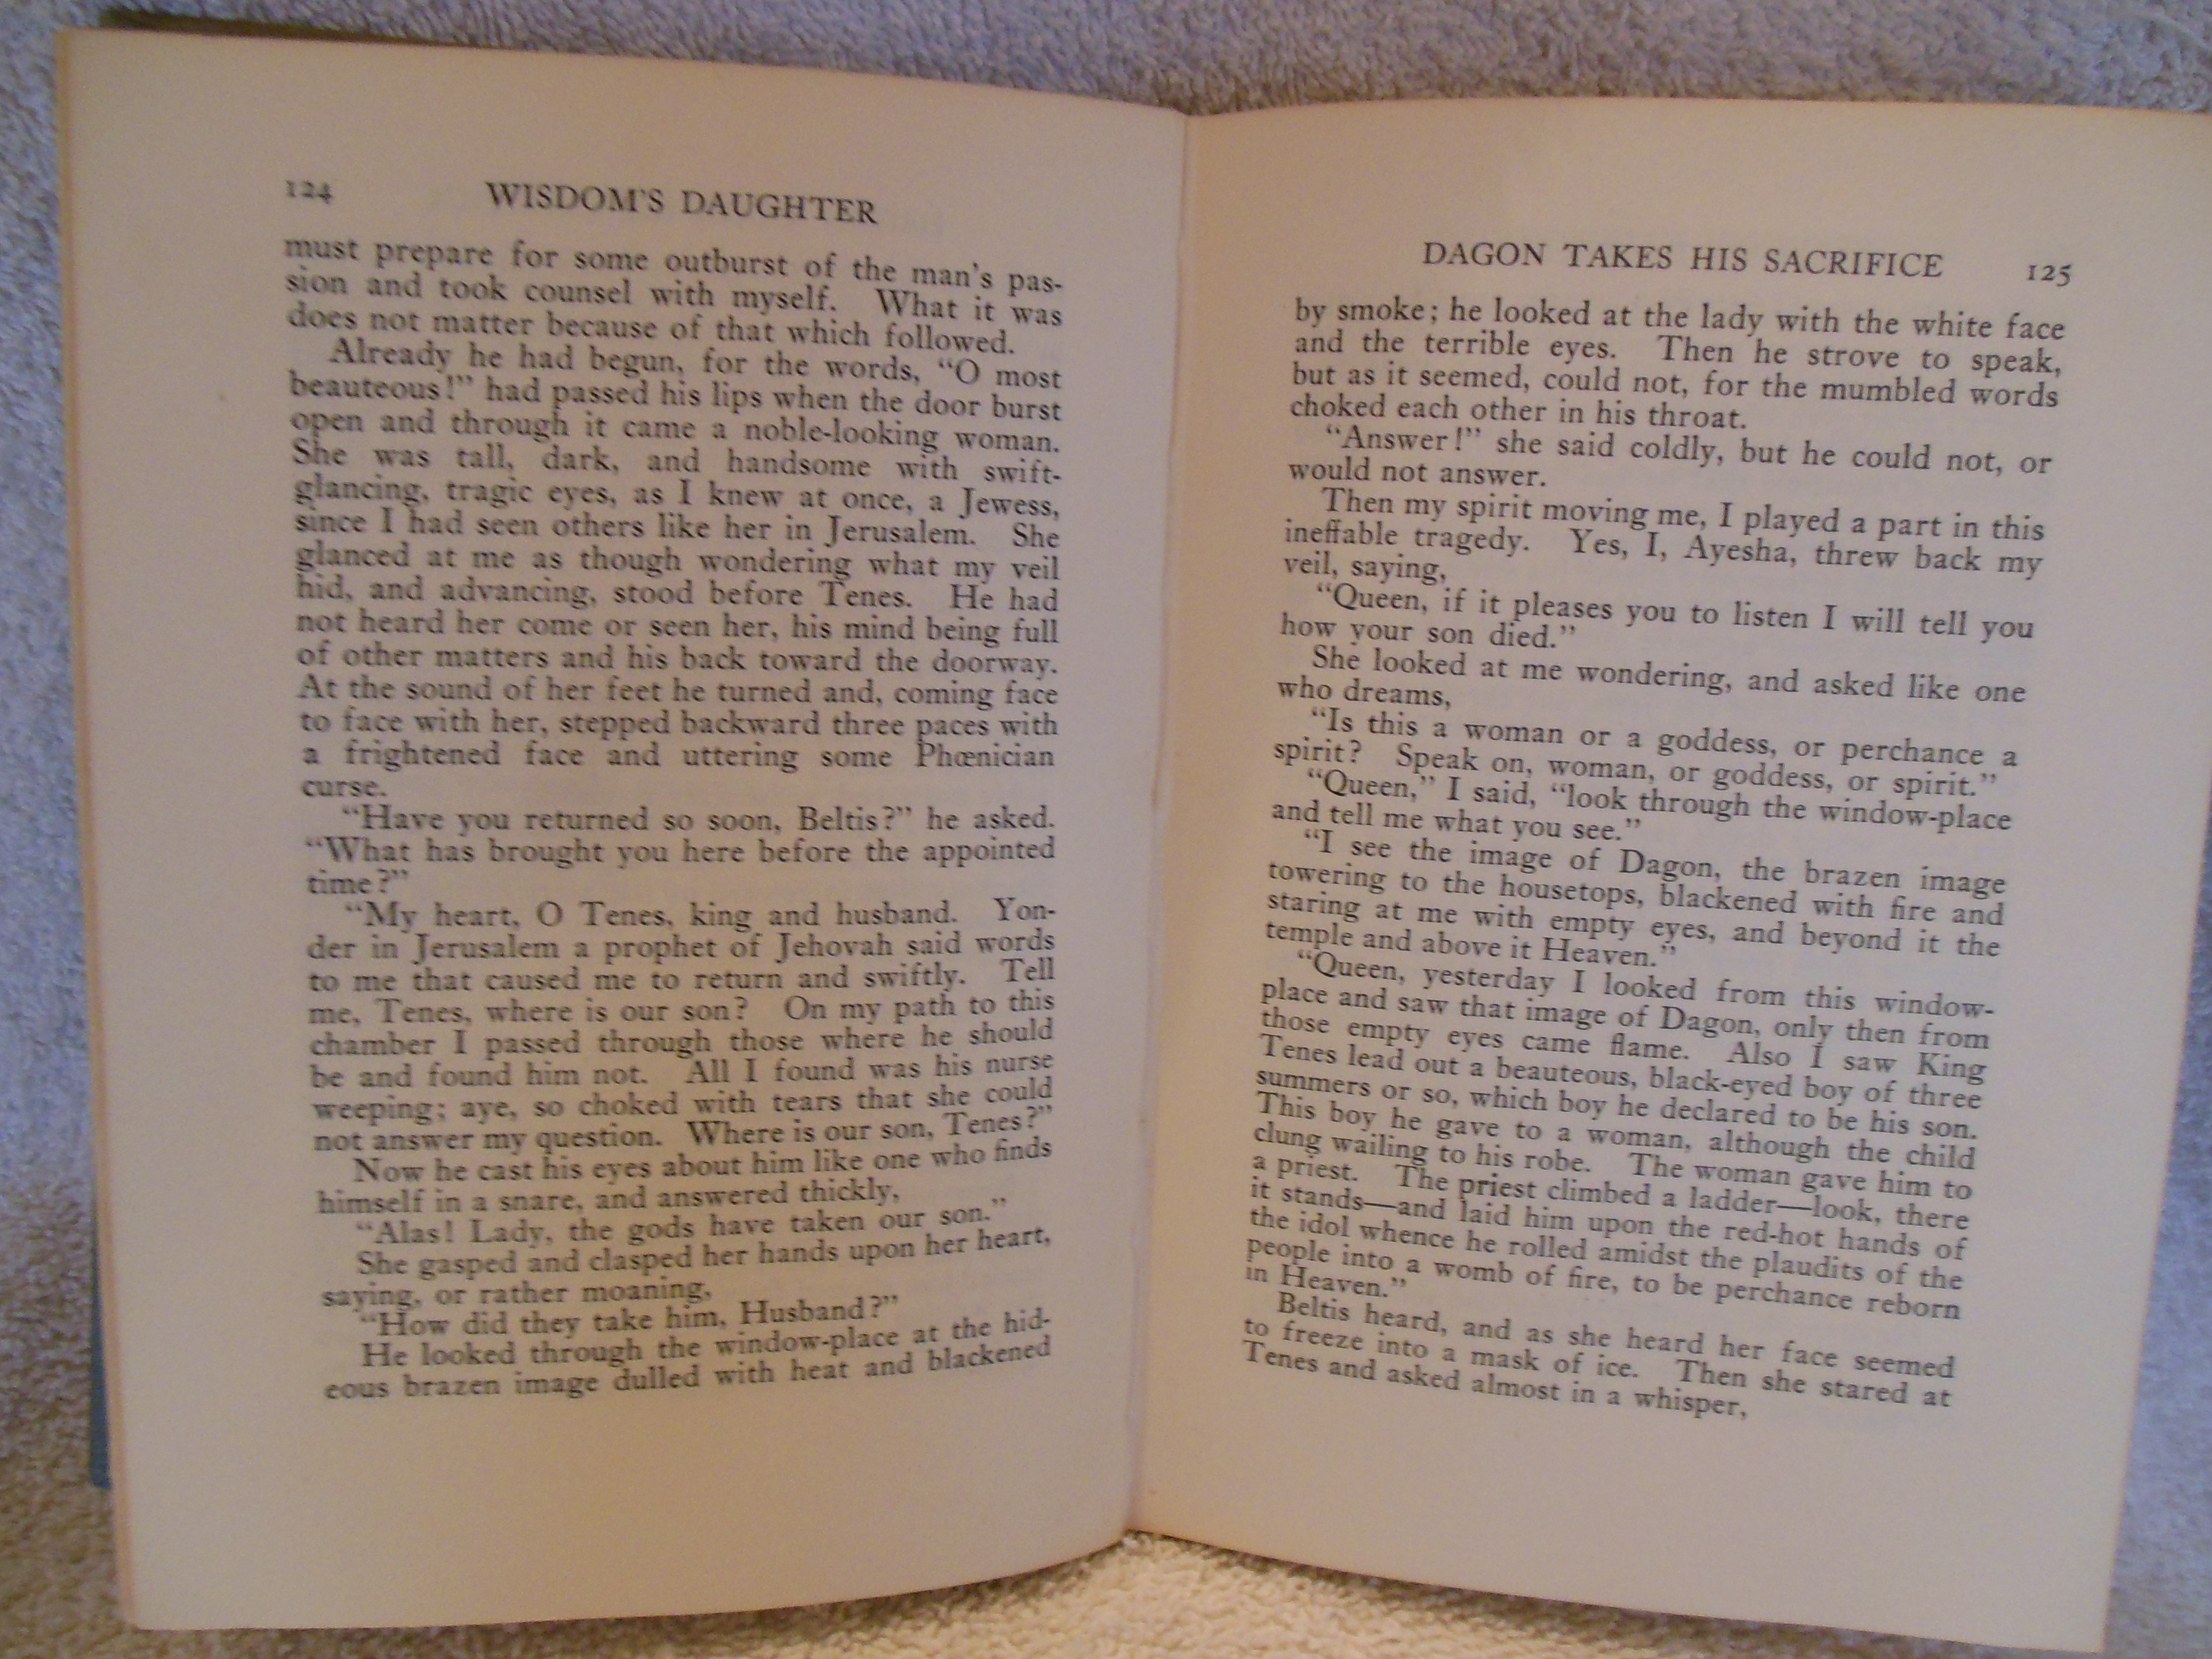 124 WISDOM'S DAUGHTER
must prepare for some outburst of the man's pas-
sion and took counsel with myself. What it was
does not matter because of that which followed.
Already he had begun, for the words, "O most
beauteous!" had passed his lips when the door burst
open and through it came a noble-looking woman.
She was tall, dark, and handsome with swift-
glancing, tragic eyes, as I knew at once, a Jewess,
since I had seen others like her in Jerusalem. She
glanced at me as though wondering what my veil
hid, and advancing, stood before Tenes. He had
not heard her come or seen her, his mind being full
of other matters and his back toward the doorway.
At the sound of her feet he turned and, coming face
to face with her, stepped backward three paces with
a frightened face and uttering some Phœnician
curse.
"Have you returned so soon, Beltis?" he asked.
"What has brought you here before the appointed
time?"
"My heart, O Tenes, king and husband. Yon-
der in Jerusalem a prophet of Jehovah said words
to me that caused me to return and swiftly. Tell
me, Tenes, where is our son? On my path to this
chamber I passed through those where he should
be and found him not. All I found was his nurse
weeping; aye, so choked with tears that she could
not answer my question. Where is our son, Tenes?"
Now he cast his eyes about him like one who finds
himself in a snare, and answered thickly,
"Alas! Lady, the gods have taken our son."
She gasped and clasped her hands upon her heart,
saying, or rather moaning,
"How did they take him, Husband?"
He looked through the window-place at the hid-
eous brazen image dulled with heat and blackened
DAGON TAKES HIS SACRIFICE 125
by smoke; he looked at the lady with the white face
and the terrible eyes. Then he strove to speak,
but as it seemed, could not, for the mumbled words
choked each other in his throat.
"Answer!" she said coldly, but he could not, or
would not answer.
Then my spirit moving me, I played a part in this
ineffable tragedy. Yes, I, Ayesha, threw back my
veil, saying,
"Queen, if it pleases you to listen I will tell you
how your son died."
She looked at me wondering, and asked like one
who dreams,
"Is this a woman or a goddess, or perchance a
spirit? Speak on, woman, or goddess, or spirit."
"Queen," I said, "look through the window-place
and tell me what you see."
"I see the image of Dagon, the brazen image
towering to the housetops, blackened with fire and
staring at me with empty eyes, and beyond it the
temple and above it Heaven."
"Queen, yesterday I looked from this window-
place and saw that image of Dagon, only then from
those empty eyes came flame. Also I saw King
Tenes lead out a beauteous, black-eyed boy of three
summers or so, which boy he declared to be his son.
This boy he gave to a woman, although the child
clung wailing to his robe. The woman gave him to
a priest. The priest climbed a ladder—look, there
it stands—and laid him upon the red-hot hands of
the idol whence he rolled amidst the plaudits of the
people into a womb of fire, to be perchance reborn
in Heaven."
Beltis heard, and as she heard her face seemed
to freeze into a mask of ice. Then she stared at
Tenes and asked almost in a whisper,